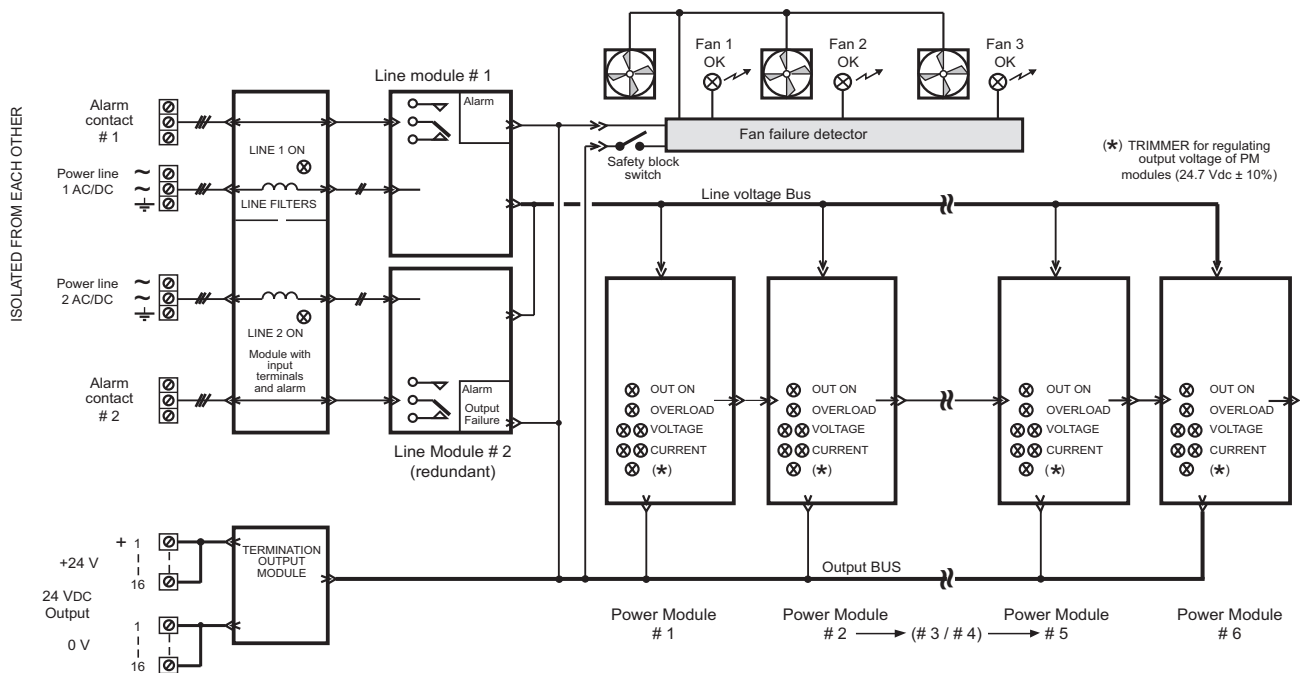 ISOLATED FROM EACH OTHER
Alarm
contact
# 1
Power line
1 AC/DC
~
~
Power line
2 AC/DC
~
~
Alarm
contact
# 2
LINE 1 ON
LINE FILTERS
LINE 2 ON
Module with
input
terminals
and alarm
Line module # 1
Alarm
Alarm
Output
Failure
Line Module # 2
(redundant)
Fan 1
OK
Fan 2
OK
Fan 3
OK
Fan failure detector
Safety block
switch
(*) TRIMMER for regulating
output voltage of PM
modules (24.7 Vdc ± 10%)
Line voltage Bus
OUT ON
OVERLOAD
VOLTAGE
CURRENT
(*)
OUT ON
OVERLOAD
VOLTAGE
CURRENT
(*)
OUT ON
OVERLOAD
VOLTAGE
CURRENT
(*)
OUT ON
OVERLOAD
VOLTAGE
CURRENT
(*)
+ 1
+24 V
16
24 VDC
Output
1
0 V
16
TERMINATION
OUTPUT
MODULE
Output BUS
Power Module
# 1
Power Module
# 2
(# 3 / # 4)
Power Module
# 5
Power Module
# 6